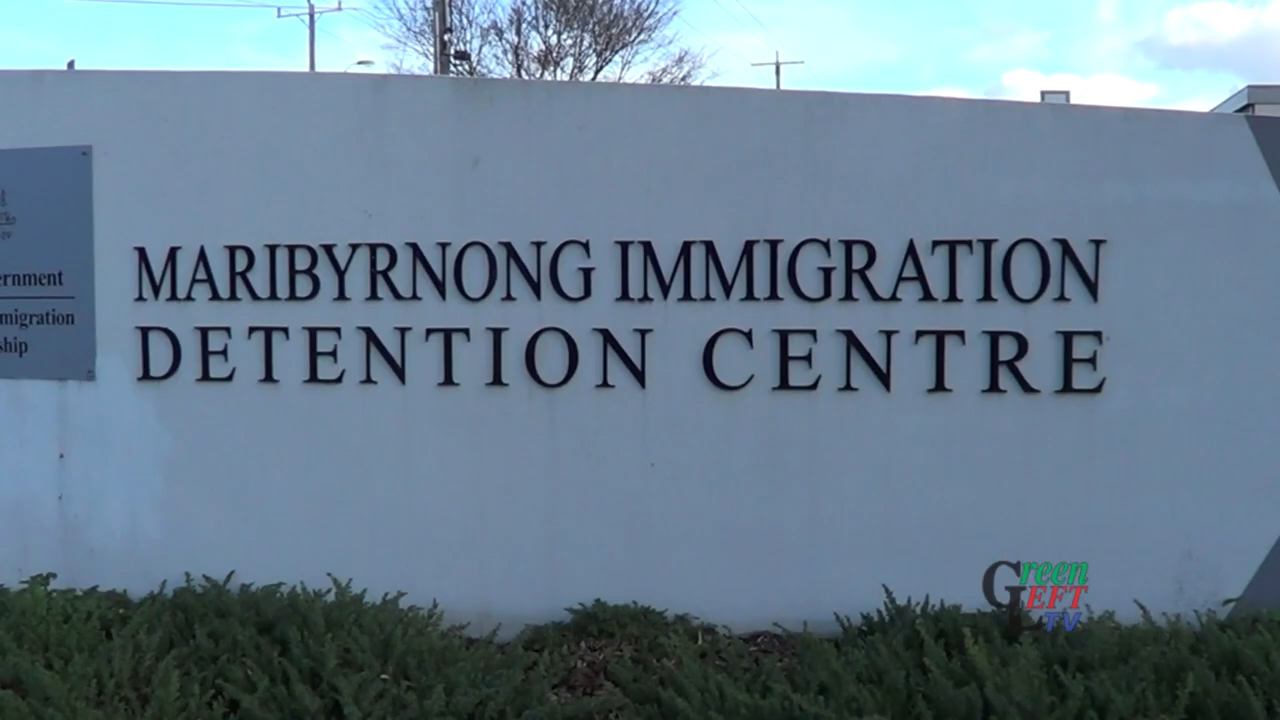 ernment
migration
ship
MARIBYRNONG IMMIGRATION
DETENTION CENTRE
Green
LEFT
TV